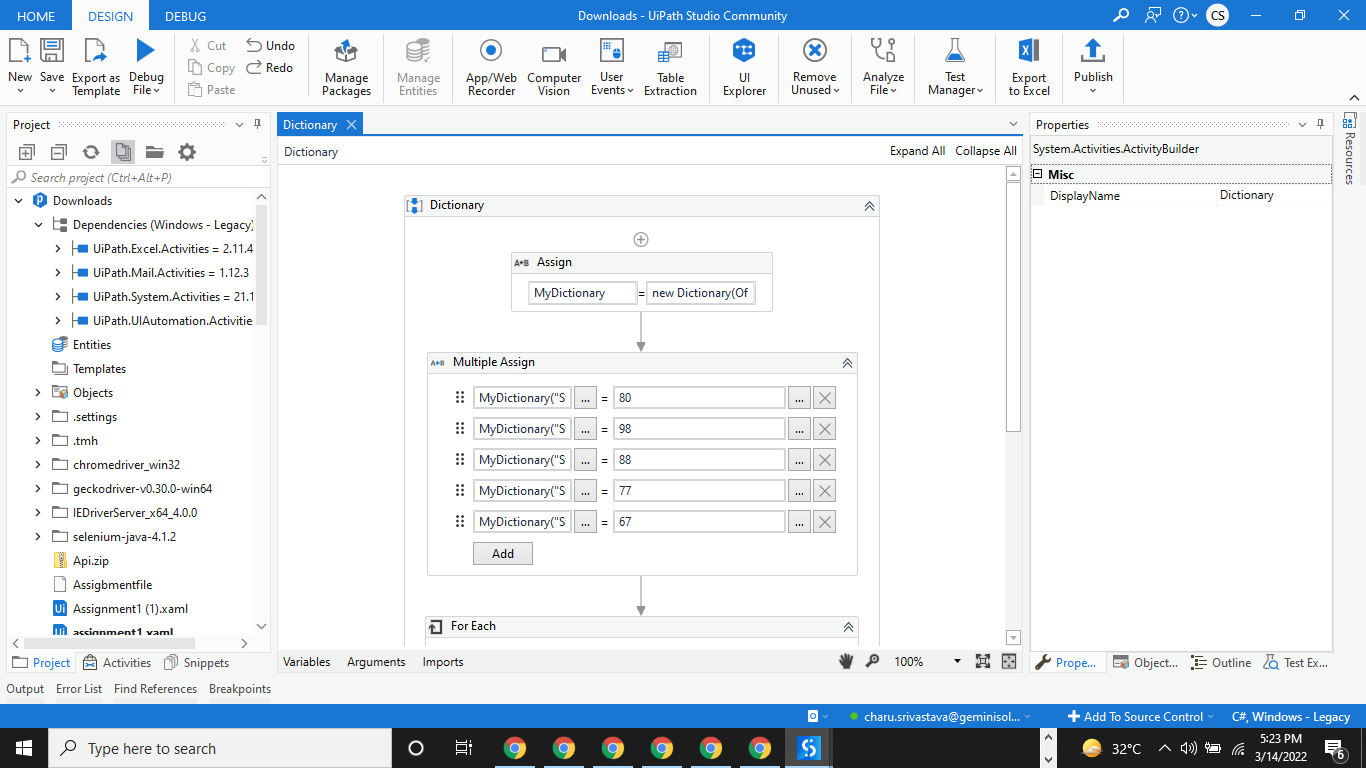 HOME DESIGN DEBUG
Downloads - UiPath Studio Community
CS
New
Save
Export as Template
Debug File
Cut
Copy
Paste
Undo
Redo
Manage Packages
Manage Entities
App/Web Recorder
Computer Vision
User Events
Table Extraction
UI Explorer
Remove Unused
Analyze File
Test Manager
Export to Excel
Publish
Project
Search project (Ctrl+Alt+P)
Downloads
Dependencies (Windows - Legacy)
UiPath.Excel.Activities = 2.11.4
UiPath.Mail.Activities = 1.12.3
UiPath.System.Activities = 21.1
UiPath.UIAutomation.Activitie
Entities
Templates
Objects
.settings
.tmh
chromedriver_win32
geckodriver-v0.30.0-win64
IEDriverServer_x64_4.0.0
selenium-java-4.1.2
Api.zip
Assigbmentfile
Assignment1 (1).xaml
assignment1.xaml
Project Activities Snippets
Dictionary
Dictionary
Expand All Collapse All
Dictionary
A+B Assign
MyDictionary = new Dictionary(Of
A+B Multiple Assign
MyDictionary("S ... = 80 ...
MyDictionary("S ... = 98 ...
MyDictionary("S ... = 88 ...
MyDictionary("S ... = 77 ...
MyDictionary("S ... = 67 ...
Add
For Each
Variables Arguments Imports
100%
Properties
System.Activities.ActivityBuilder
Misc
DisplayName Dictionary
Resources
Prope... Object... Outline Test Ex...
Output Error List Find References Breakpoints
charu.srivastava@geminisol...
Add To Source Control
C#, Windows - Legacy
Type here to search
32°C
5:23 PM
3/14/2022
6